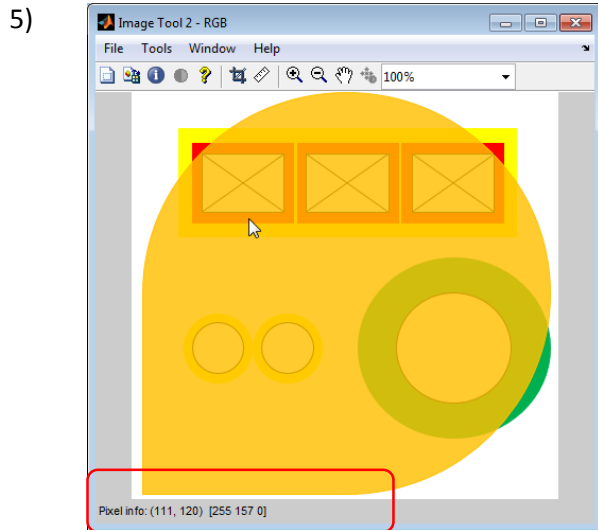 5)
Image Tool 2 - RGB
File Tools Window Help
100%
Pixel info: (111, 120) [255 157 0]